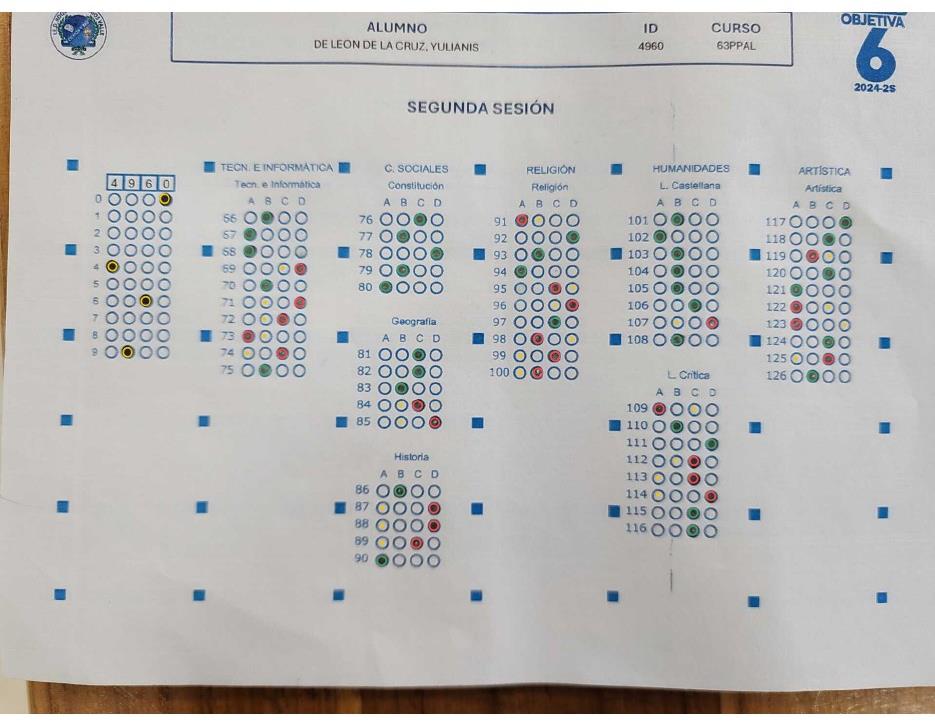 ALUMNO ID CURSO
DE LEON DE LA CRUZ, YULIANIS 4960 63PPAL
OBJETIVA
6
2024-2S
SEGUNDA SESIÓN
4 9 6 0
0
1
2
3
4
5
6
7
8
9
TECN. E INFORMÁTICA
Tecn. e Informática
A B C D
66
67
68
69
70
71
72
73
74
75
C. SOCIALES
Constitución
A B C D
76
77
78
79
80
Geografía
A B C D
81
82
83
84
85
Historia
A B C D
86
87
88
89
90
RELIGIÓN
Religión
A B C D
91
92
93
94
95
96
97
98
99
100
HUMANIDADES
L. Castellana
A B C D
101
102
103
104
105
106
107
108
L. Crítica
A B C D
109
110
111
112
113
114
115
116
ARTÍSTICA
Artística
A B C D
117
118
119
120
121
122
123
124
125
126